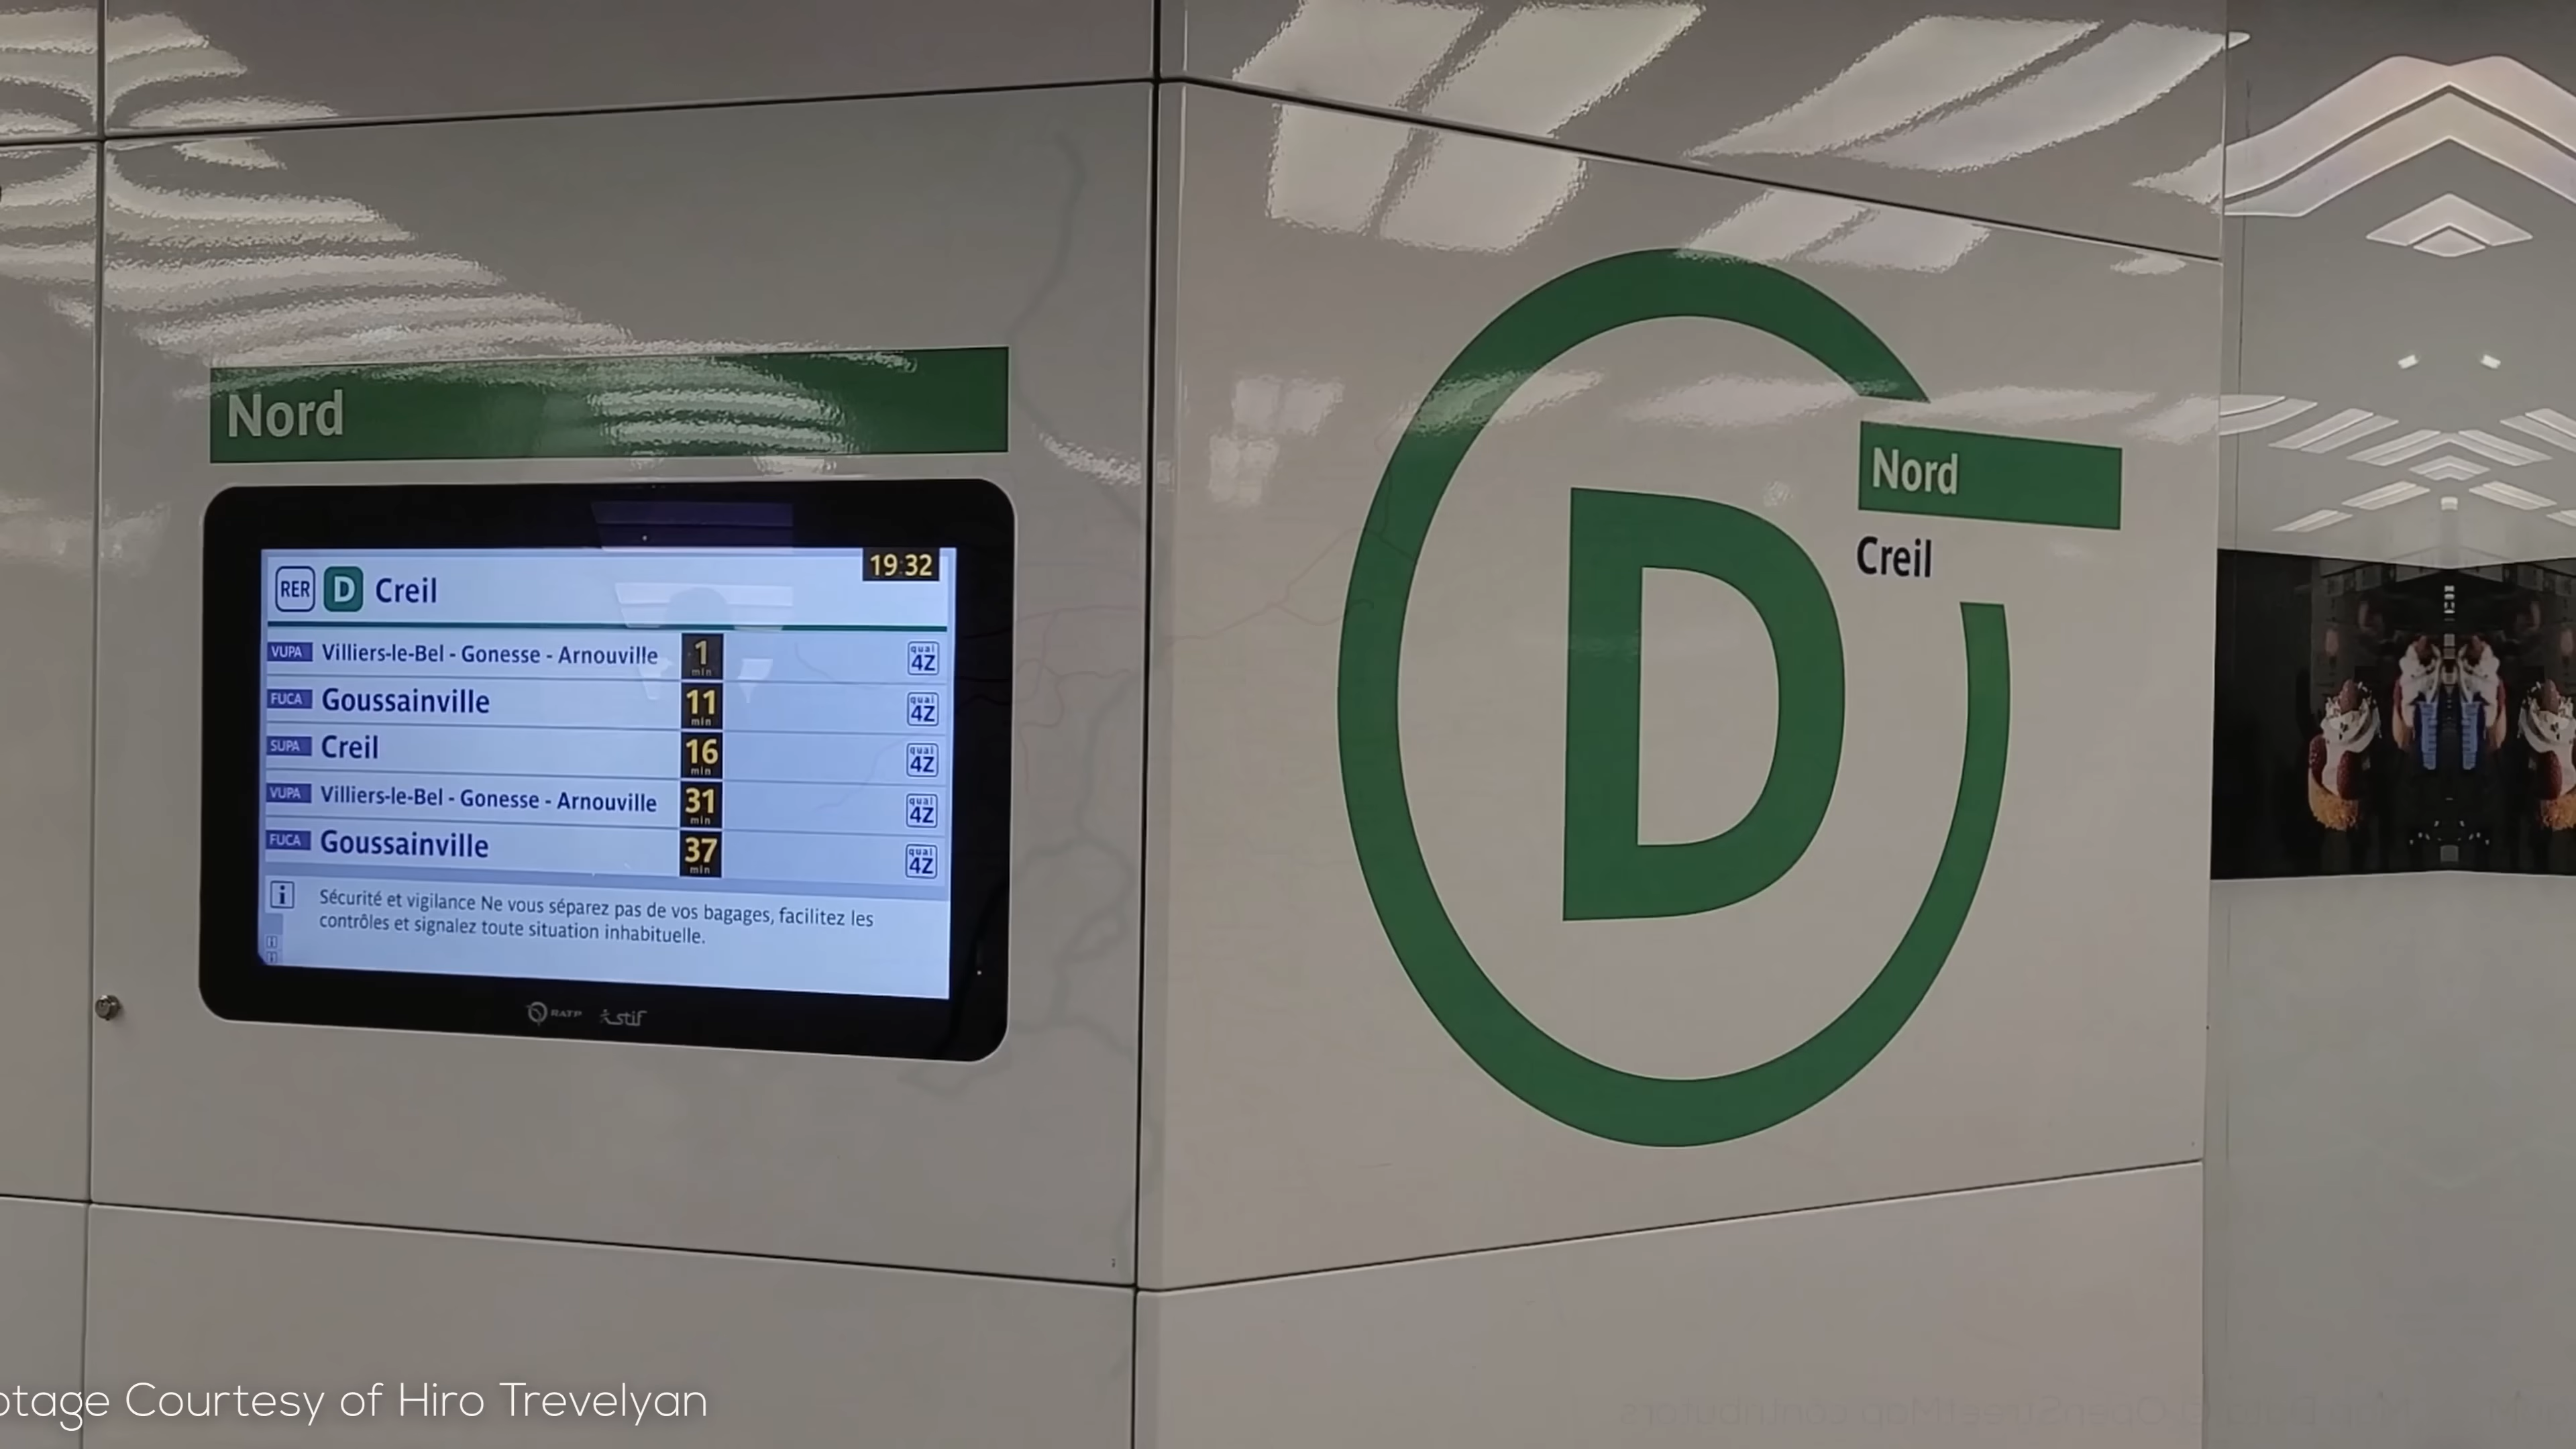 Nord
19:32
RER D Creil
VUPA Villiers-le-Bel - Gonesse - Arnouville 1 min quai 4Z
FUCA Goussainville 11 min quai 4Z
SUPA Creil 16 min quai 4Z
VUPA Villiers-le-Bel - Gonesse - Arnouville 31 min quai 4Z
FUCA Goussainville 37 min quai 4Z
i Sécurité et vigilance Ne vous séparez pas de vos bagages, facilitez les
contrôles et signalez toute situation inhabituelle.
RATP stif
D
Nord
Creil
otage Courtesy of Hiro Trevelyan